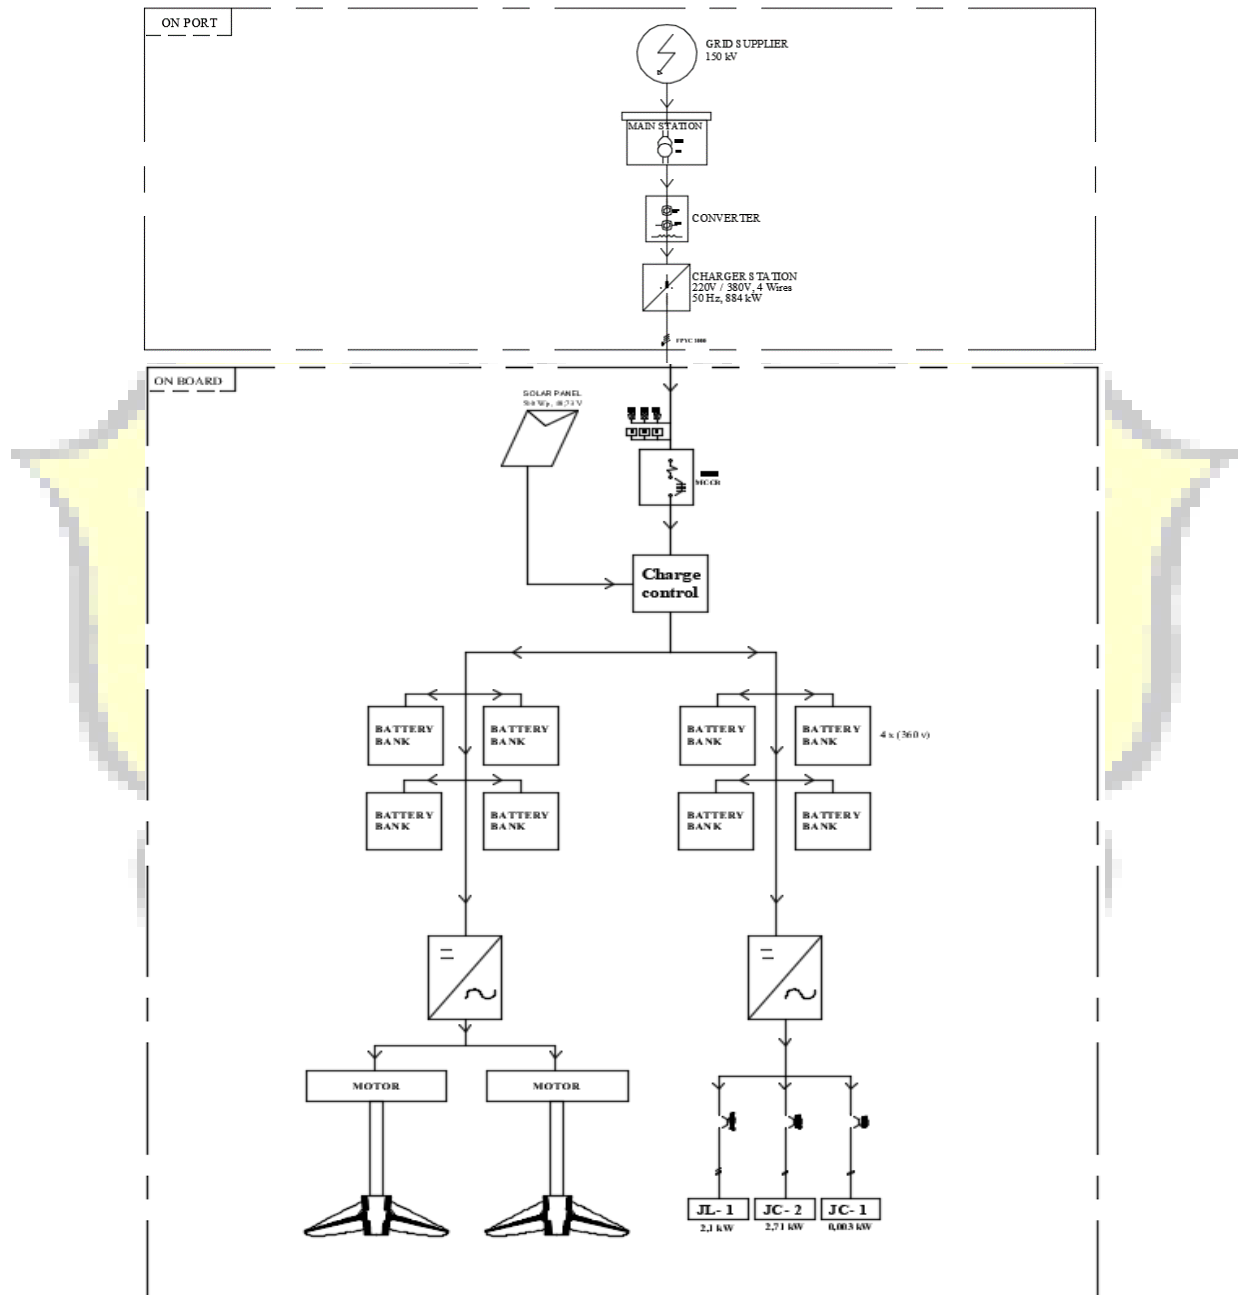 ON PORT
GRID SUPPLIER
150 kV
MAIN STATION
CONVERTER
CHARGER STATION
220V / 380V, 4 Wires
50 Hz, 884 kW
ON BOARD
SOLAR PANEL
MCCB
Charge
control
BATTERY
BANK
BATTERY
BANK
BATTERY
BANK
BATTERY
BANK
4 x (360 v)
BATTERY
BANK
BATTERY
BANK
BATTERY
BANK
BATTERY
BANK
MOTOR
MOTOR
JL- 1
JC- 2
JC- 1
2,1 kW
2,71 kW
0,003 kW